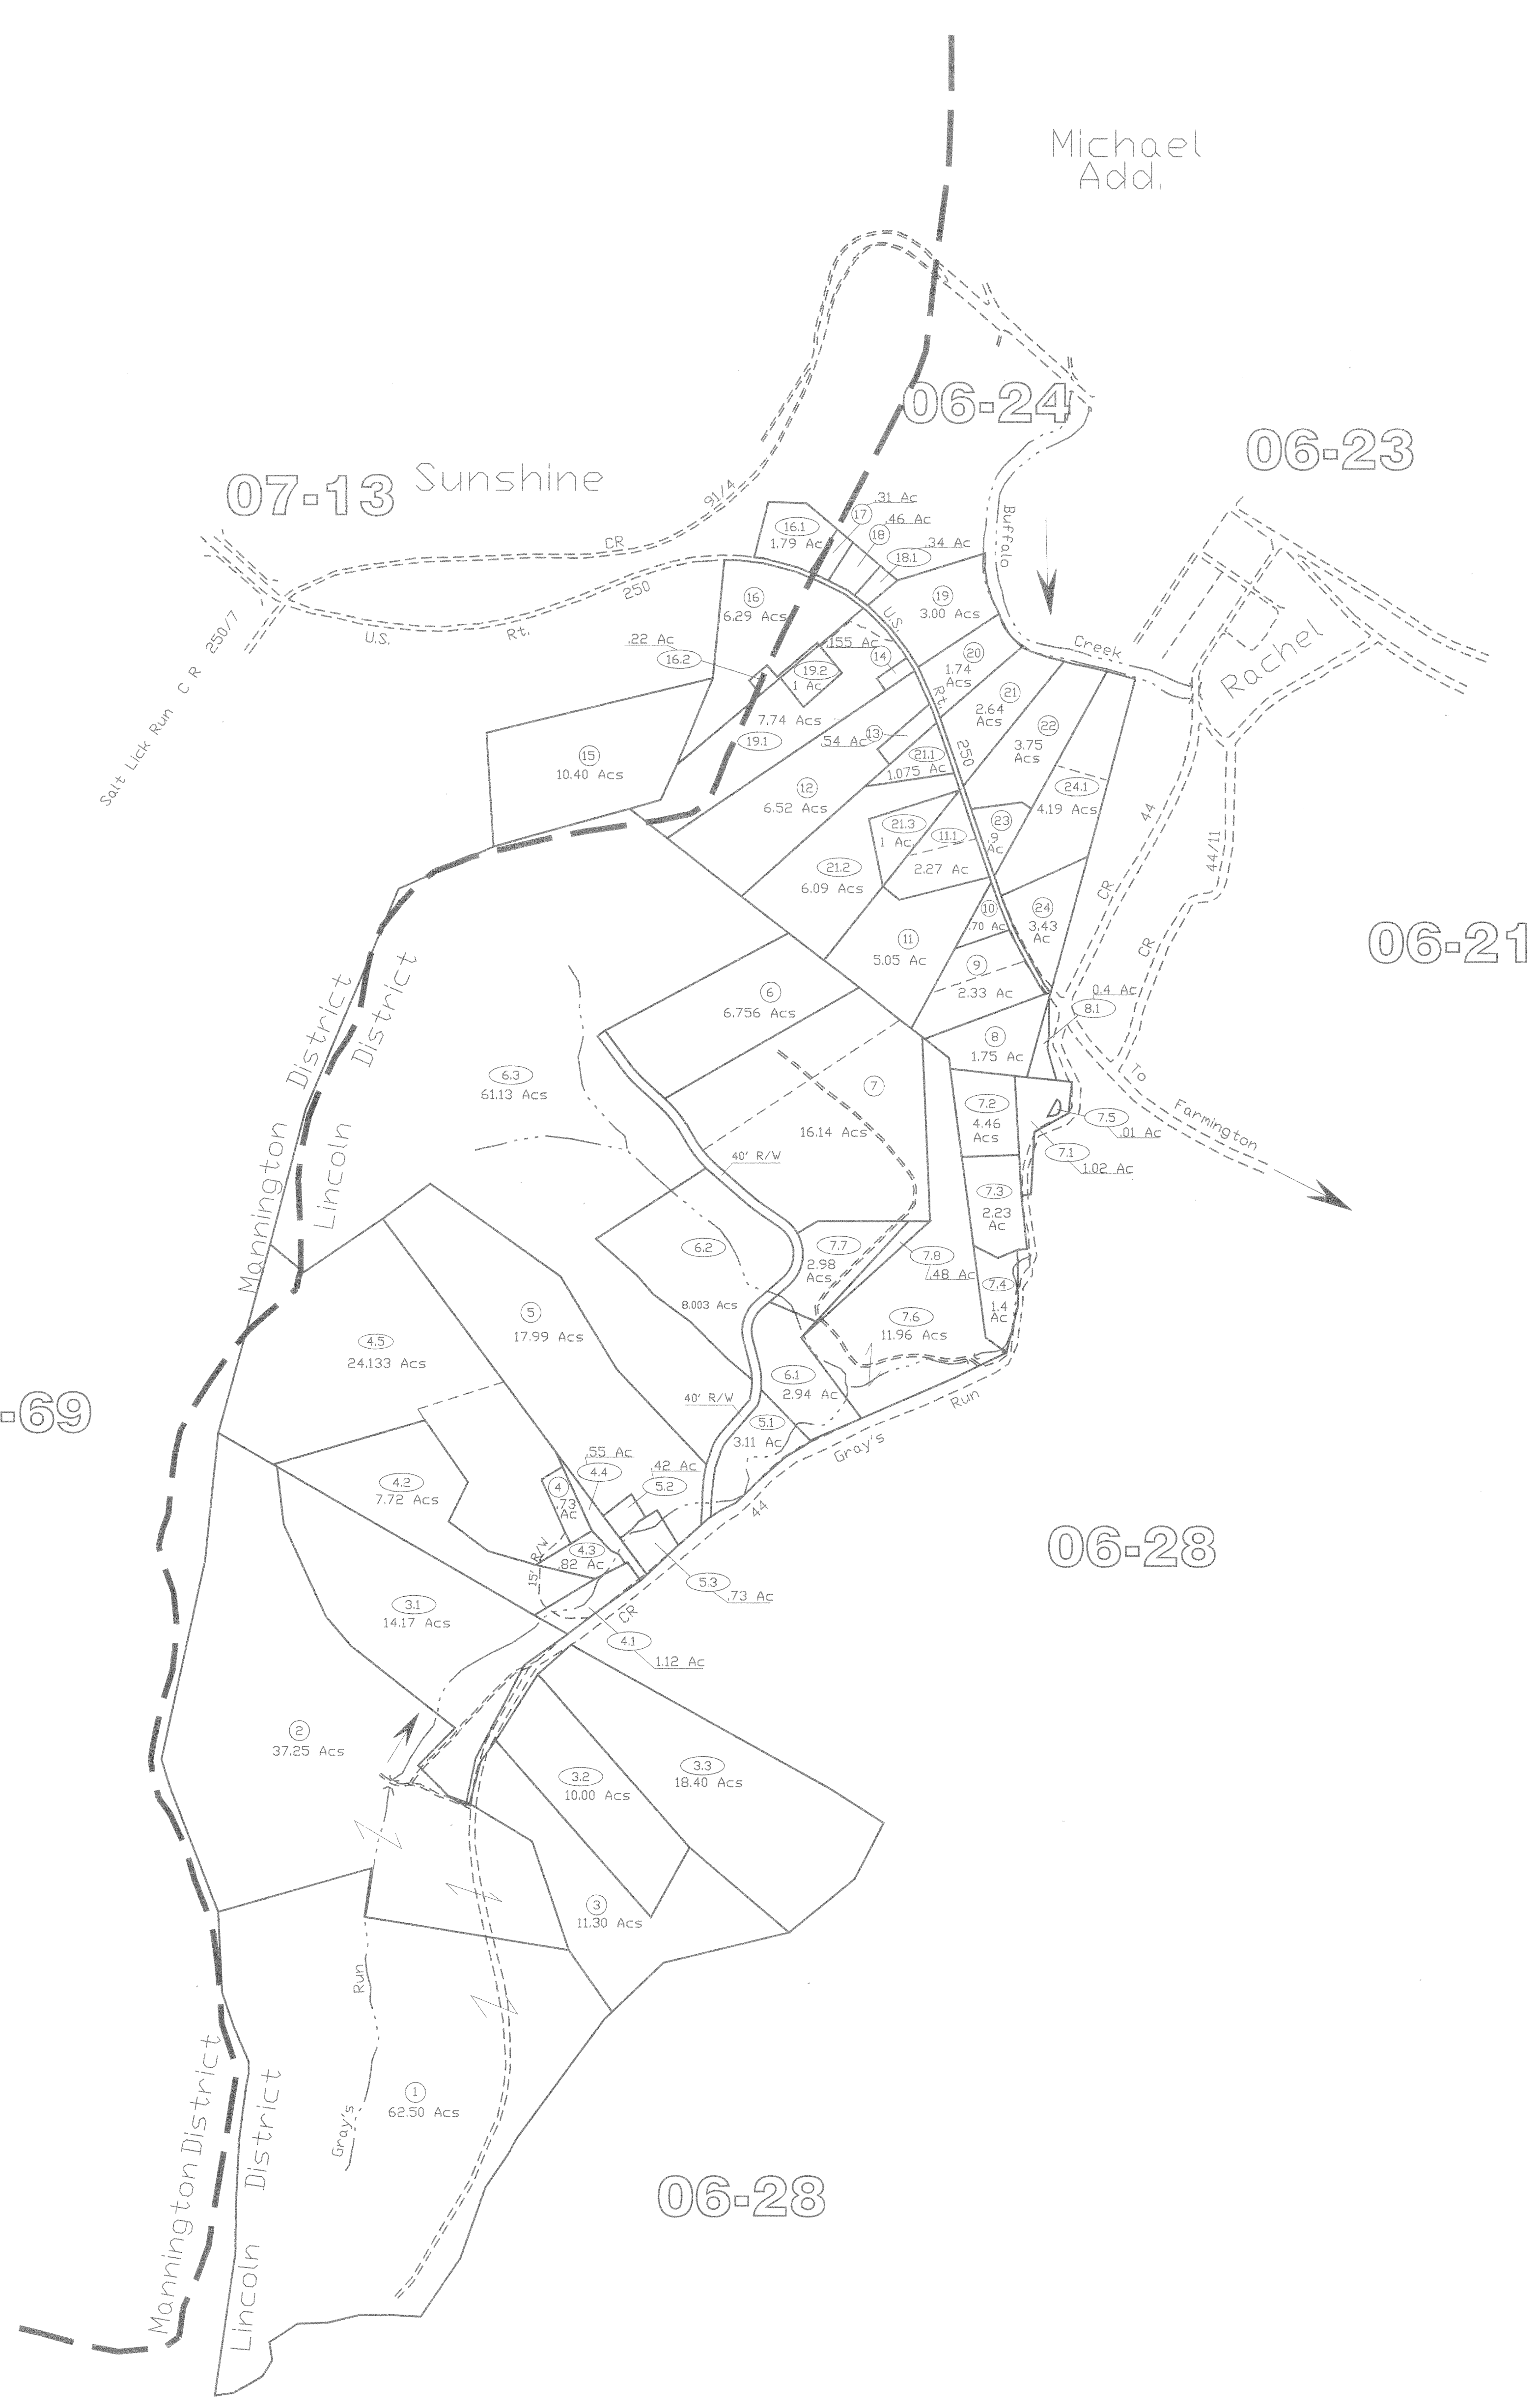 Michael
Add.
06-24
06-23
07-13
Sunshine
91/4
CR
250
U.S.
Rt.
Salt Lick Run C R 250/7
Buffalo
Creek
Rachel
16.1
1.79 Ac
17
.31 Ac
18
.46 Ac
18.1
.34 Ac
16
6.29 Acs
19
3.00 Acs
U.S.
Rt.
250
.22 Ac
16.2
.155 Ac
14
19.2
1 Ac
20
1.74
Acs
21
2.64
Acs
22
3.75
Acs
7.74 Acs
19.1
13
.54 Ac
21.1
1.075 Ac
15
10.40 Acs
12
6.52 Acs
24.1
4.19 Acs
21.3
1 Ac.
11.1
2.27 Ac
23
.9
Ac
21.2
6.09 Acs
44
CR
44/11
CR
10
.70 Ac
24
3.43
Ac
06-21
11
5.05 Ac
9
2.33 Ac
0.4 Ac
8.1
8
1.75 Ac
To
Farmington
Mannington District
Lincoln District
6
6.756 Acs
6.3
61.13 Acs
7
16.14 Acs
7.2
4.46
Acs
7.5
.01 Ac
7.1
1.02 Ac
40' R/W
7.3
2.23
Ac
6.2
8.003 Acs
7.7
2.98
Acs
7.8
.48 Ac
7.4
1.4
Ac
7.6
11.96 Acs
5
17.99 Acs
4.5
24.133 Acs
6.1
2.94 Ac
40' R/W
5.1
3.11 Ac
Gray's
Run
-69
4.2
7.72 Acs
.55 Ac
4.4
.42 Ac
5.2
4
.73
Ac
4.3
.82 Ac
15' R/W
44
CR
06-28
5.3
.73 Ac
3.1
14.17 Acs
4.1
1.12 Ac
2
37.25 Acs
3.2
10.00 Acs
3.3
18.40 Acs
3
11.30 Acs
Run
Gray's
1
62.50 Acs
Mannington District
Lincoln District
06-28